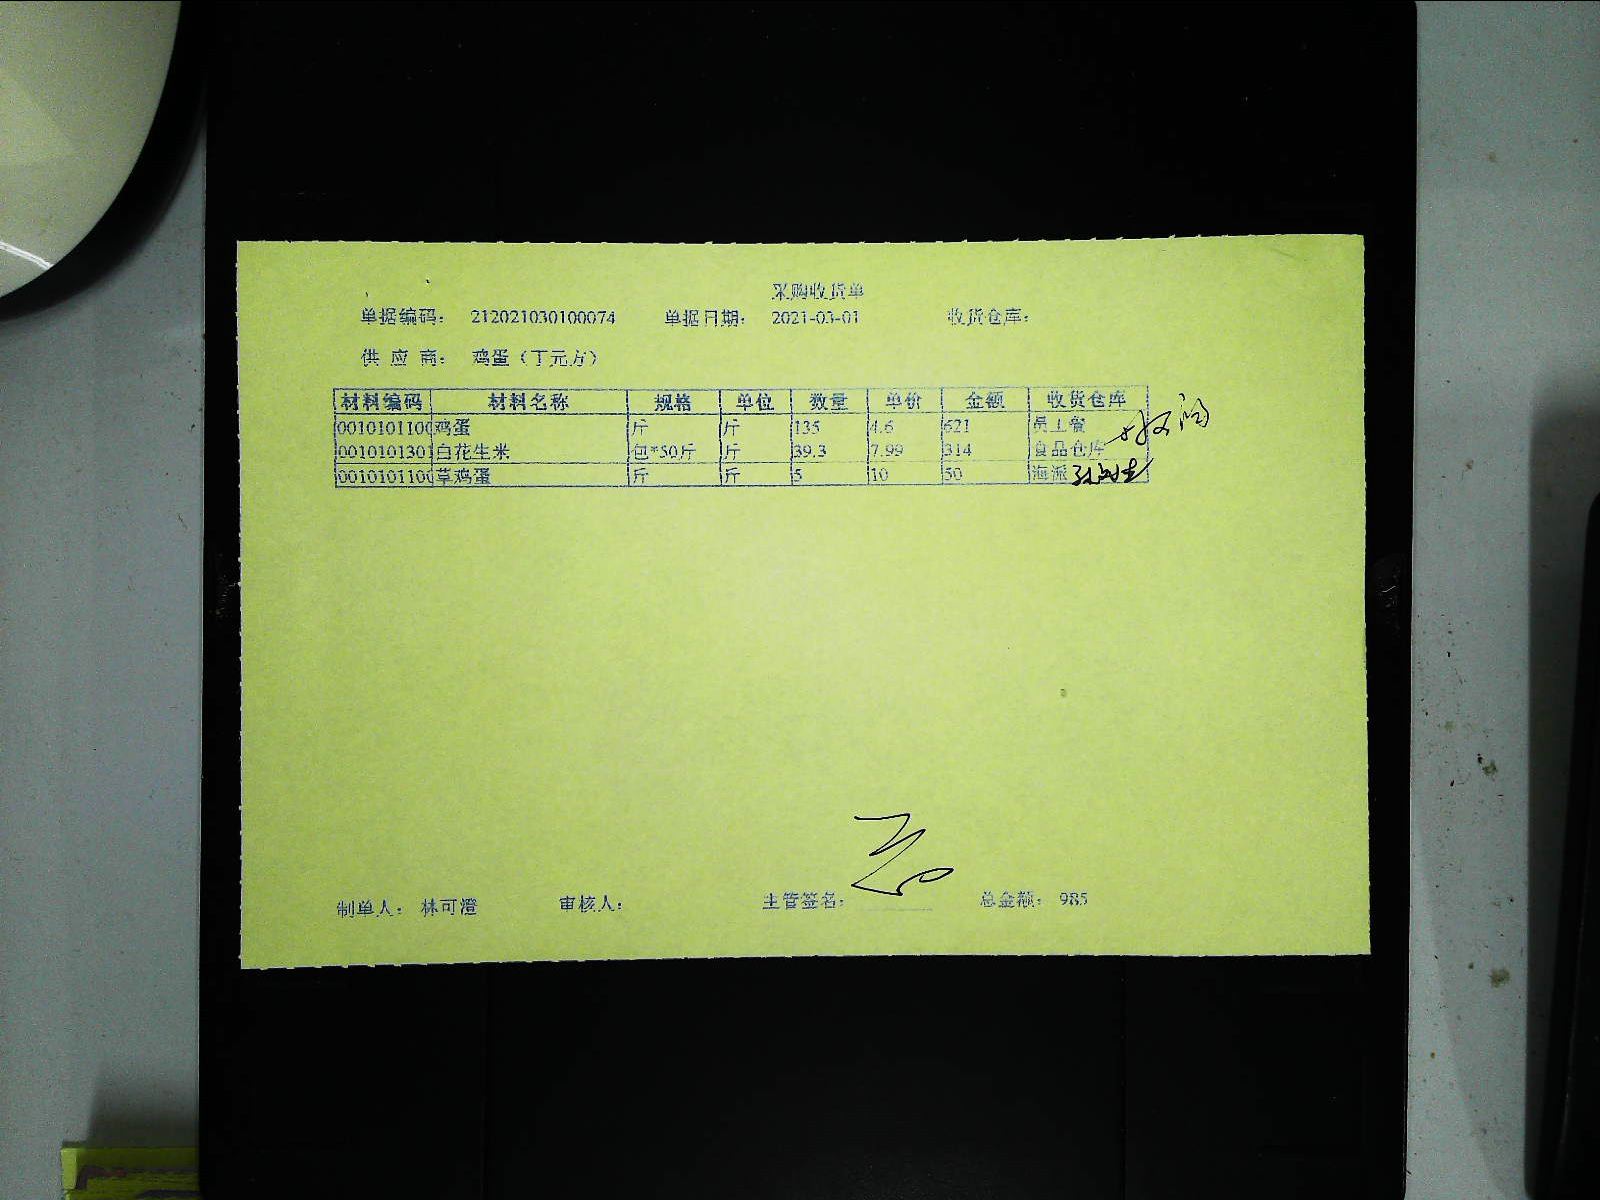 采购收货单
单据编码： 212021030100074 单据日期： 2021-03-01 收货仓库：
供 应 商： 鸡蛋（丁元方）
材料编码 材料名称 规格 单位 数量 单价 金额 收货仓库
0010101100 鸡蛋 斤 斤 135 4.6 621 员工餐
0010101301 白花生米 包*50斤 斤 39.3 7.99 314 食品仓库
0010101100 草鸡蛋 斤 斤 5 10 50 海派
制单人： 林可澄 审核人： 主管签名： 总金额： 985